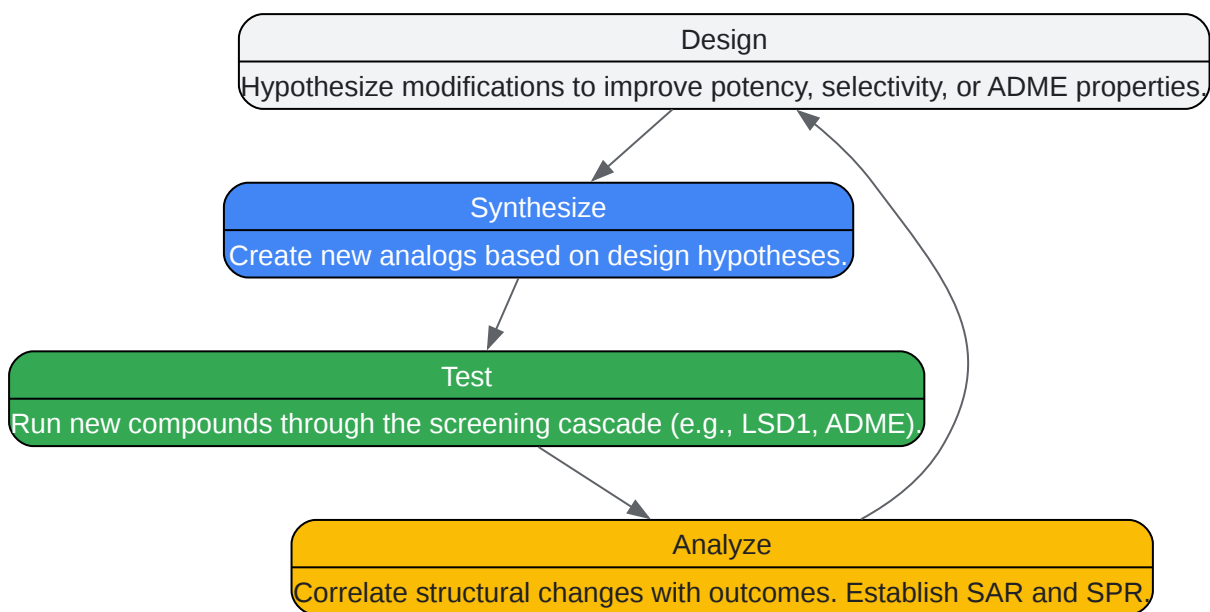 Design
Hypothesize modifications to improve potency, selectivity, or ADME properties.
Synthesize
Create new analogs based on design hypotheses.
Test
Run new compounds through the screening cascade (e.g., LSD1, ADME).
Analyze
Correlate structural changes with outcomes. Establish SAR and SPR.